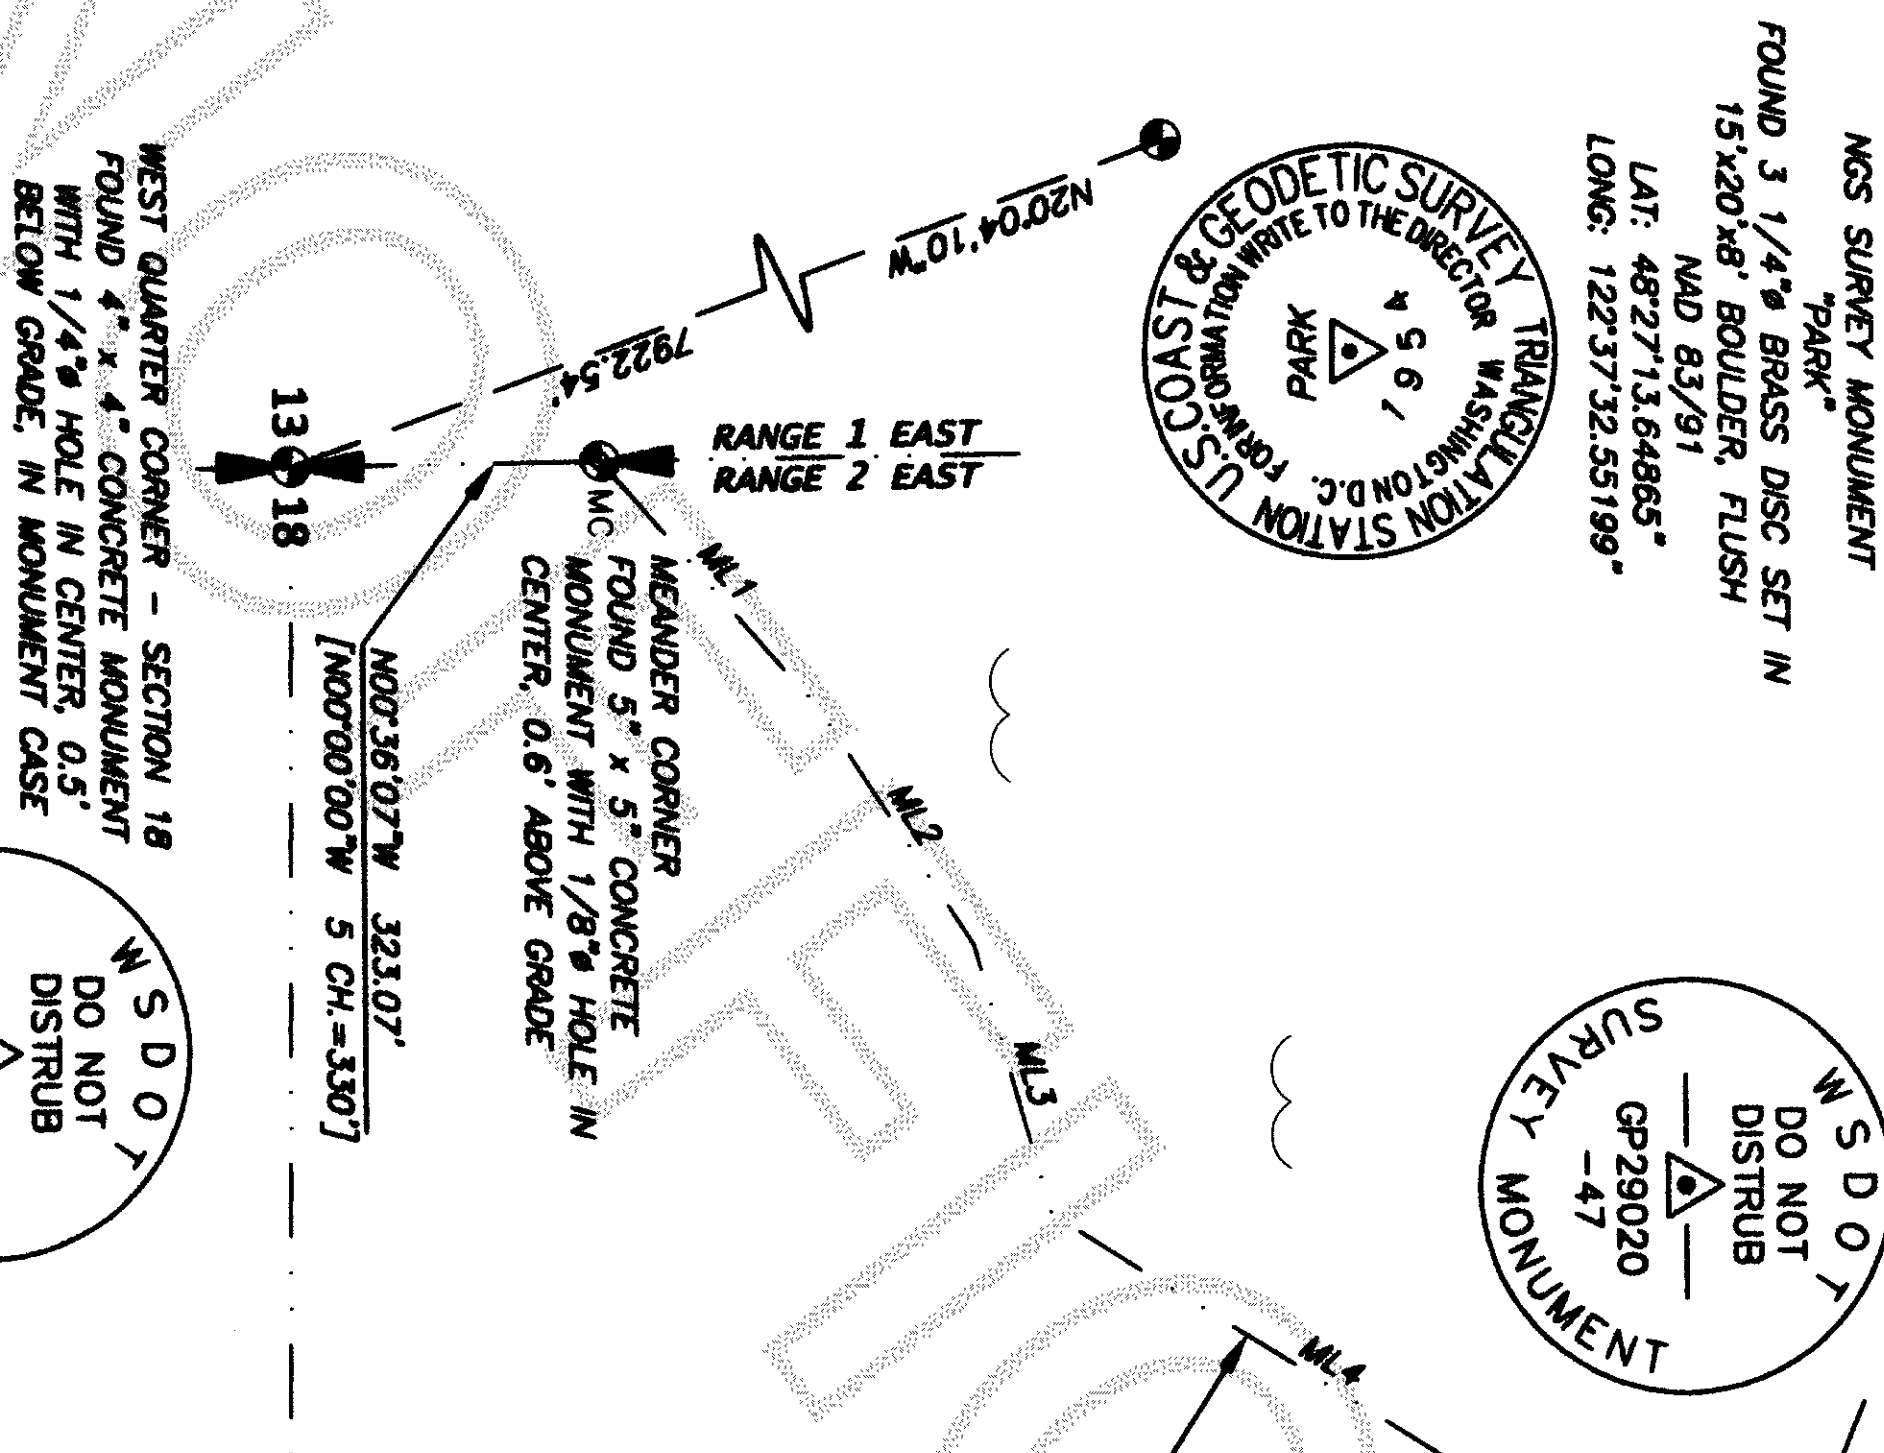 NGS SURVEY MONUMENT
"PARK"
FOUND 3 1/4"ø BRASS DISC SET IN
15'x20'x8' BOULDER, FLUSH
NAD 83/91
LAT: 48°27'13.64865"
LONG: 122°37'32.55199"
U.S.COAST & GEODETIC SURVEY
TRIANGULATION STATION
FOR INFORMATION WRITE TO THE DIRECTOR
WASHINGTON D.C.
PARK
1954
W S D O T
DO NOT
DISTRUB
GP29020
-47
SURVEY MONUMENT
N20°04'10"W
7922.54'
RANGE 1 EAST
RANGE 2 EAST
MC
ML1
ML2
ML3
ML4
MEANDER CORNER
FOUND 5" x 5" CONCRETE
MONUMENT WITH 1/8"ø HOLE IN
CENTER, 0.6' ABOVE GRADE
N00°36'07"W 323.07'
[N00°00'00"W 5 CH.=330']
13
18
WEST QUARTER CORNER - SECTION 18
FOUND 4" x 4" CONCRETE MONUMENT
WITH 1/4"ø HOLE IN CENTER, 0.5'
BELOW GRADE, IN MONUMENT CASE
W S D O T
DO NOT
DISTRUB